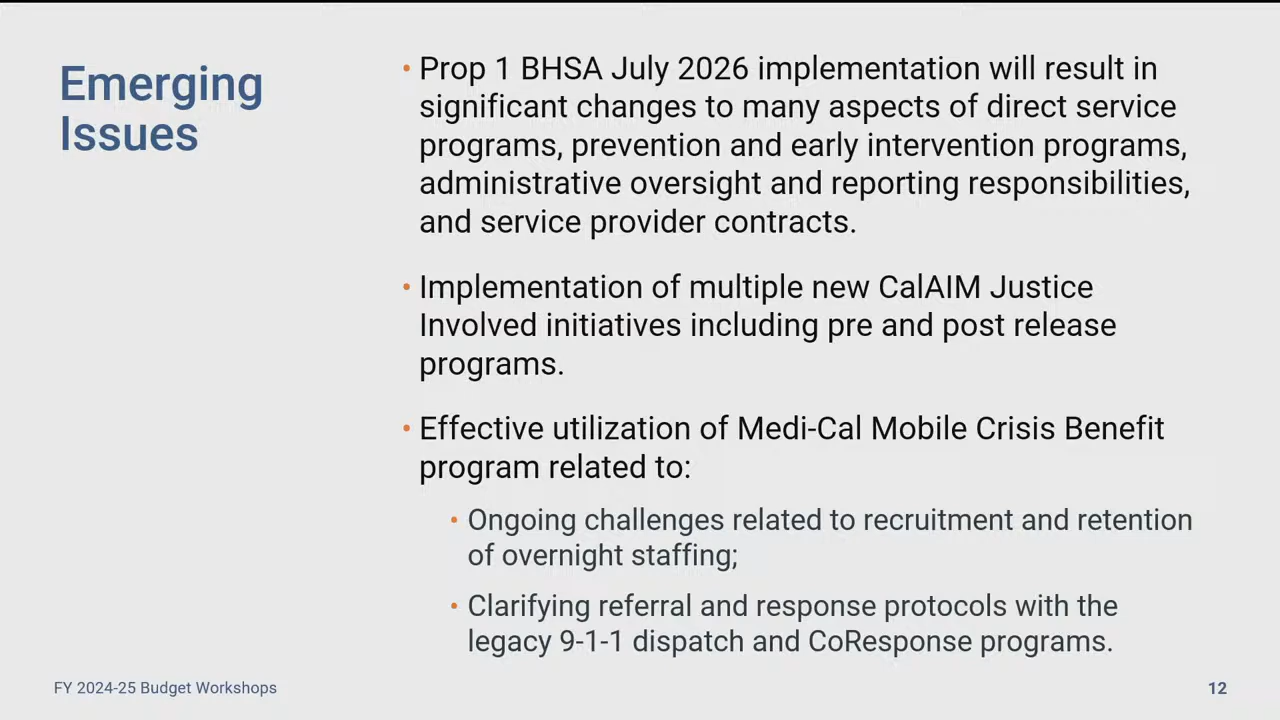 Emerging
Issues
• Prop 1 BHSA July 2026 implementation will result in
significant changes to many aspects of direct service
programs, prevention and early intervention programs,
administrative oversight and reporting responsibilities,
and service provider contracts.
• Implementation of multiple new CalAIM Justice
Involved initiatives including pre and post release
programs.
• Effective utilization of Medi-Cal Mobile Crisis Benefit
program related to:
• Ongoing challenges related to recruitment and retention
of overnight staffing;
• Clarifying referral and response protocols with the
legacy 9-1-1 dispatch and CoResponse programs.
FY 2024-25 Budget Workshops
12